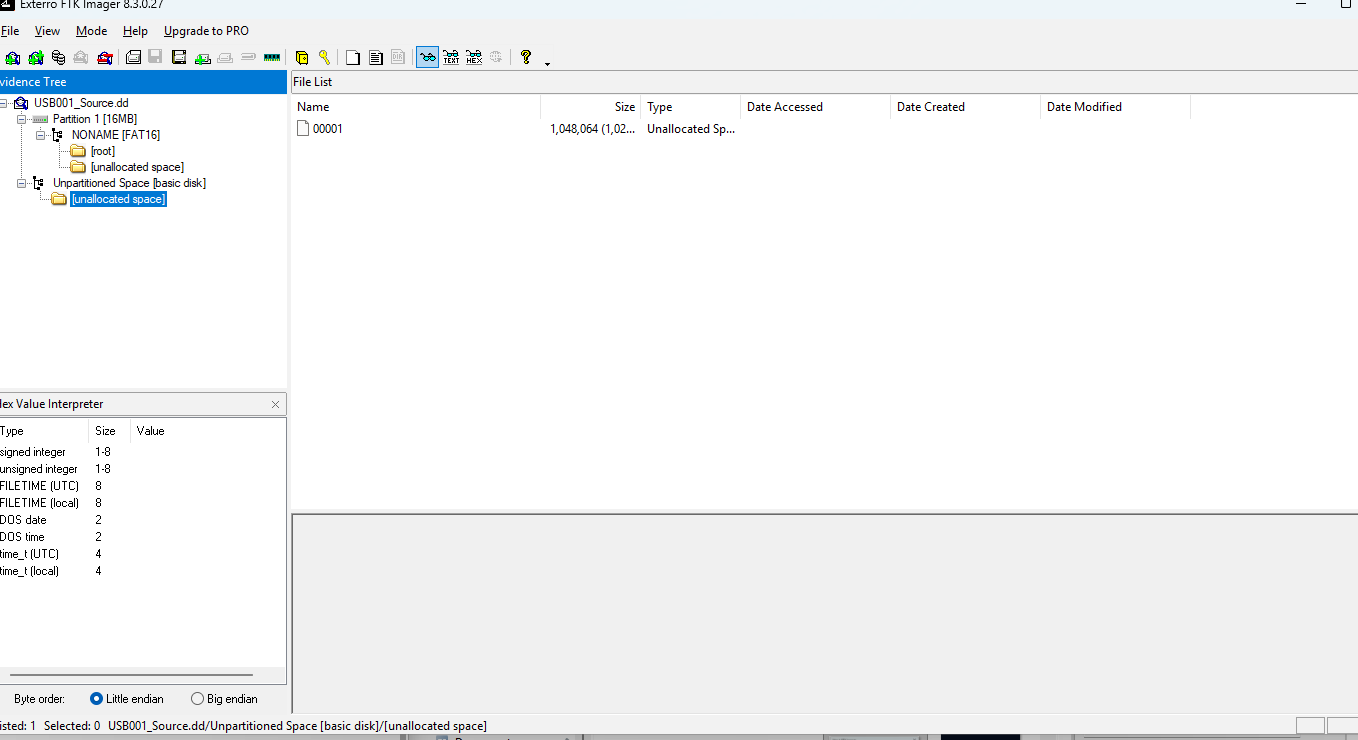 Exterro FTK Imager 8.3.0.27
File View Mode Help Upgrade to PRO
TEXT HEX
vidence Tree
File List
USB001_Source.dd
Partition 1 [16MB]
NONAME [FAT16]
[root]
[unallocated space]
Unpartitioned Space [basic disk]
[unallocated space]
Name Size Type Date Accessed Date Created Date Modified
00001 1,048,064 (1,02... Unallocated Sp...
lex Value Interpreter
Type Size Value
signed integer 1-8
unsigned integer 1-8
FILETIME (UTC) 8
FILETIME (local) 8
DOS date 2
DOS time 2
time_t (UTC) 4
time_t (local) 4
Byte order: Little endian Big endian
isted: 1 Selected: 0 USB001_Source.dd/Unpartitioned Space [basic disk]/[unallocated space]